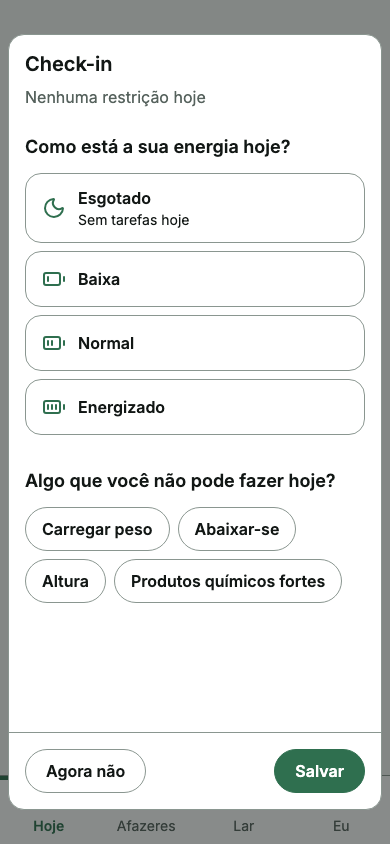 Check-in
Nenhuma restrição hoje
Como está a sua energia hoje?
Esgotado
Sem tarefas hoje
Baixa
Normal
Energizado
Algo que você não pode fazer hoje?
Carregar peso
Abaixar-se
Altura
Produtos químicos fortes
Agora não
Salvar
Hoje
Afazeres
Lar
Eu